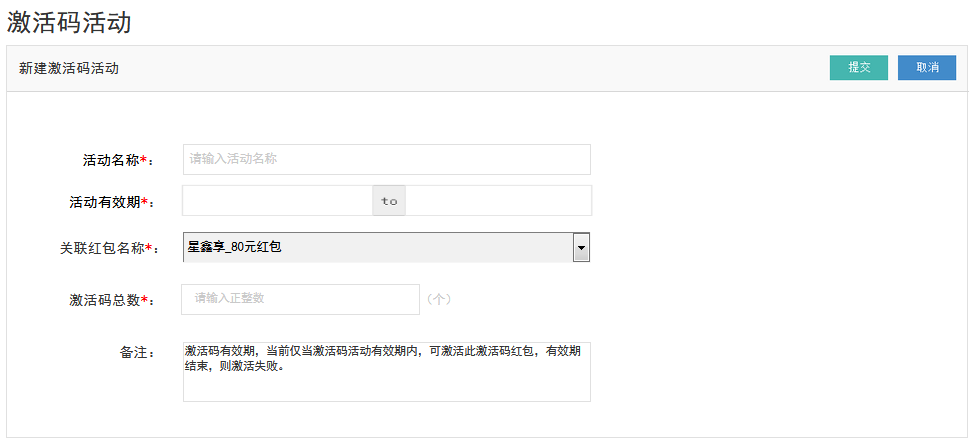 激活码活动
新建激活码活动 提交 取消
活动名称*： 请输入活动名称
活动有效期*： to
关联红包名称*： 星鑫享_80元红包
激活码总数*： 请输入正整数 （个）
备注： 激活码有效期，当前仅当激活码活动有效期内，可激活此激活码红包，有效期
结束，则激活失败。